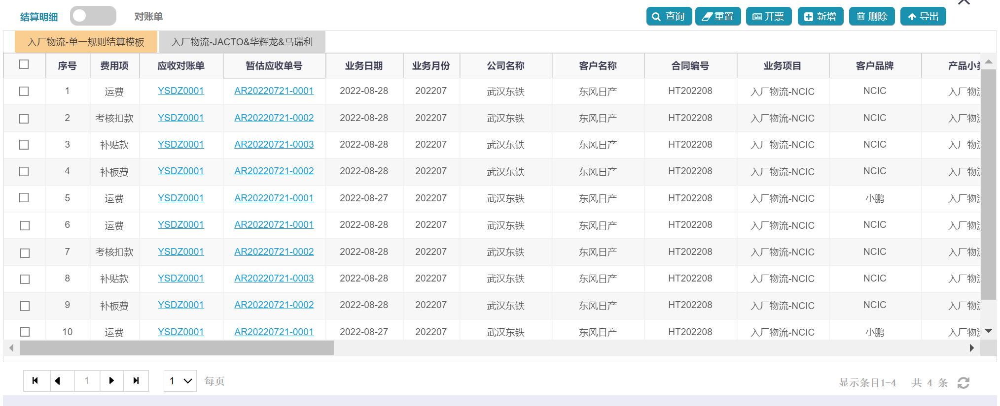 结算明细 对账单 查询 重置 开票 新增 删除 导出
入厂物流-单一规则结算模板 入厂物流-JACTO&华辉龙&马瑞利
序号 费用项 应收对账单 暂估应收单号 业务日期 业务月份 公司名称 客户名称 合同编号 业务项目 客户品牌 产品小类
1 运费 YSDZ0001 AR20220721-0001 2022-08-28 202207 武汉东铁 东风日产 HT202208 入厂物流-NCIC NCIC 入厂物流
2 考核扣款 YSDZ0001 AR20220721-0002 2022-08-28 202207 武汉东铁 东风日产 HT202208 入厂物流-NCIC NCIC 入厂物流
3 补贴款 YSDZ0001 AR20220721-0003 2022-08-28 202207 武汉东铁 东风日产 HT202208 入厂物流-NCIC NCIC 入厂物流
4 补板费 YSDZ0001 AR20220721-0002 2022-08-28 202207 武汉东铁 东风日产 HT202208 入厂物流-NCIC NCIC 入厂物流
5 运费 YSDZ0001 AR20220721-0001 2022-08-27 202207 武汉东铁 东风日产 HT202208 入厂物流-NCIC 小鹏 入厂物流
6 运费 YSDZ0001 AR20220721-0001 2022-08-28 202207 武汉东铁 东风日产 HT202208 入厂物流-NCIC NCIC 入厂物流
7 考核扣款 YSDZ0001 AR20220721-0002 2022-08-28 202207 武汉东铁 东风日产 HT202208 入厂物流-NCIC NCIC 入厂物流
8 补贴款 YSDZ0001 AR20220721-0003 2022-08-28 202207 武汉东铁 东风日产 HT202208 入厂物流-NCIC NCIC 入厂物流
9 补板费 YSDZ0001 AR20220721-0002 2022-08-28 202207 武汉东铁 东风日产 HT202208 入厂物流-NCIC NCIC 入厂物流
10 运费 YSDZ0001 AR20220721-0001 2022-08-27 202207 武汉东铁 东风日产 HT202208 入厂物流-NCIC 小鹏 入厂物流
1 1 每页 显示条目1-4 共 4 条